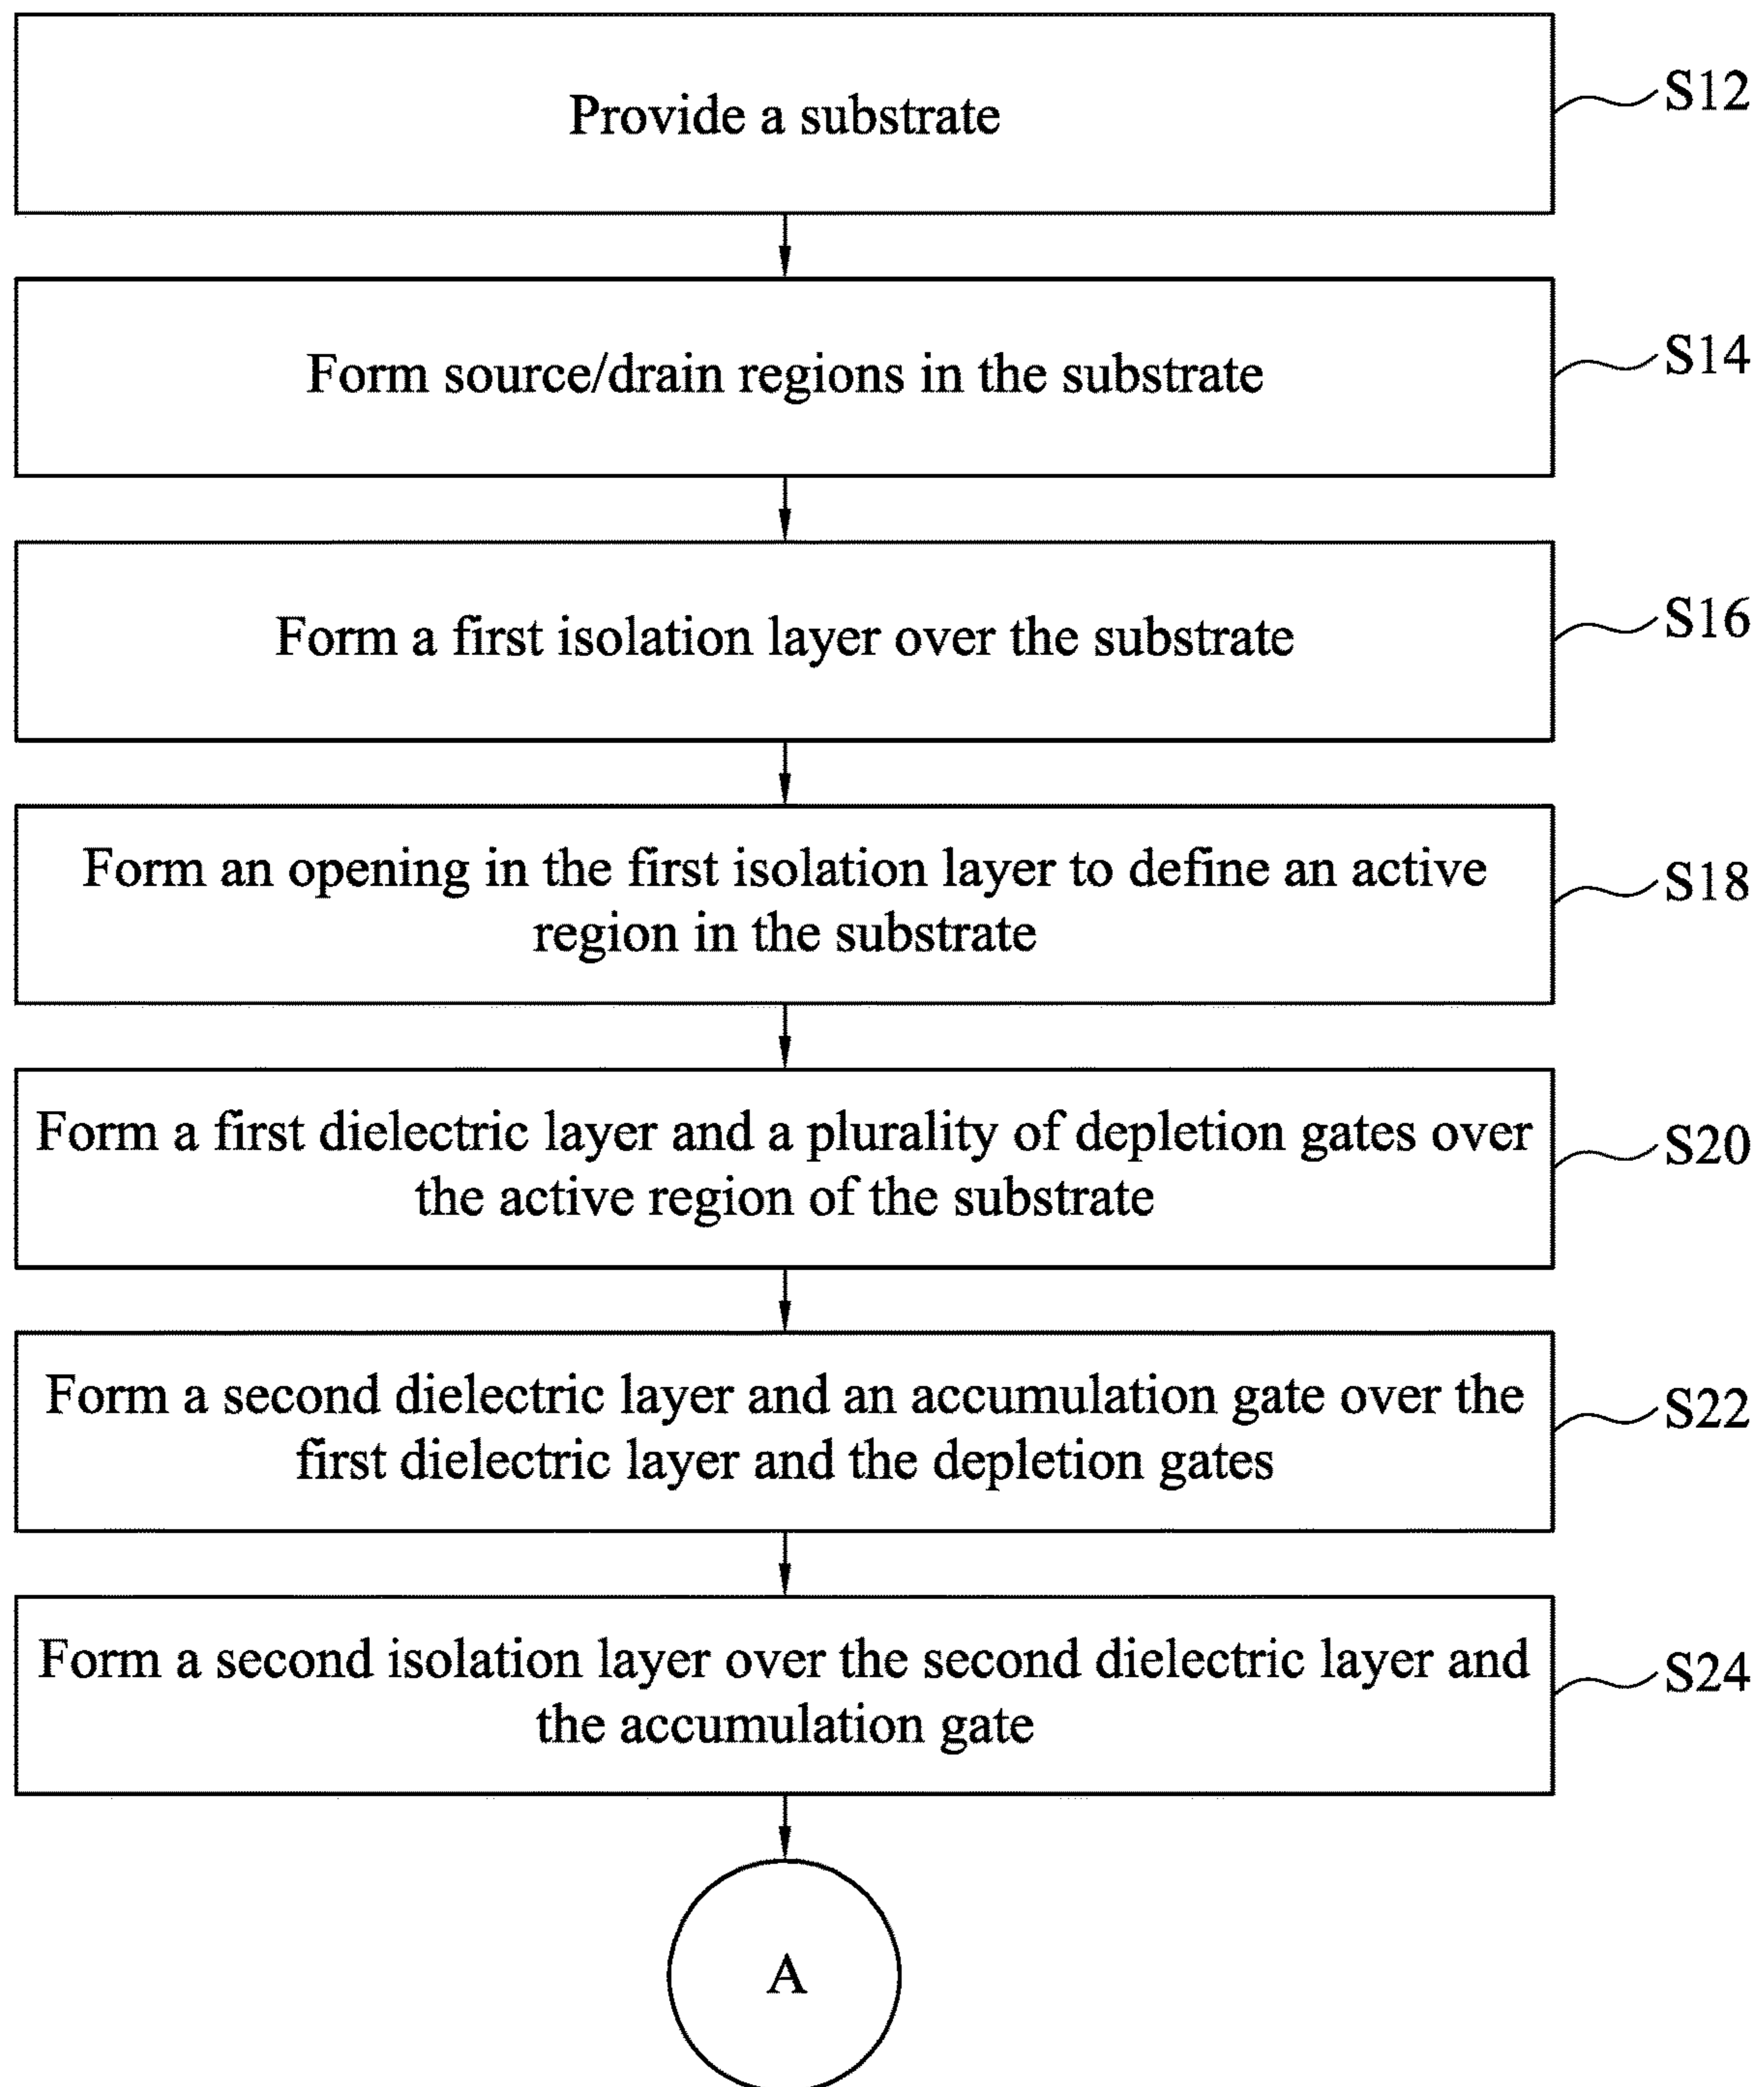 Provide a substrate
S12
Form source/drain regions in the substrate
S14
Form a first isolation layer over the substrate
S16
Form an opening in the first isolation layer to define an active
region in the substrate
S18
Form a first dielectric layer and a plurality of depletion gates over
the active region of the substrate
S20
Form a second dielectric layer and an accumulation gate over the
first dielectric layer and the depletion gates
S22
Form a second isolation layer over the second dielectric layer and
the accumulation gate
S24
A